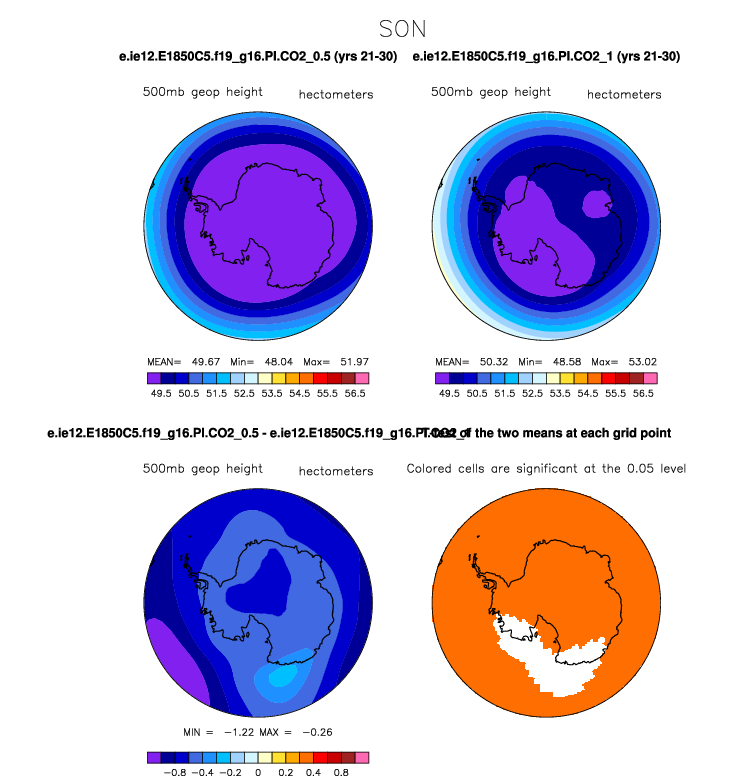 SON
e.ie12.E1850C5.f19_g16.PI.CO2_0.5 (yrs 21-30)
e.ie12.E1850C5.f19_g16.PI.CO2_1 (yrs 21-30)
500mb geop height hectometers
500mb geop height hectometers
MEAN= 49.67 Min= 48.04 Max= 51.97
MEAN= 50.32 Min= 48.58 Max= 53.02
49.5 50.5 51.5 52.5 53.5 54.5 55.5 56.5
49.5 50.5 51.5 52.5 53.5 54.5 55.5 56.5
e.ie12.E1850C5.f19_g16.PI.CO2_0.5 - e.ie12.E1850C5.f19_g16.PI.CO2_1
of the two means at each grid point
500mb geop height hectometers
Colored cells are significant at the 0.05 level
MIN = -1.22 MAX = -0.26
-0.8 -0.4 -0.2 0 0.2 0.4 0.8